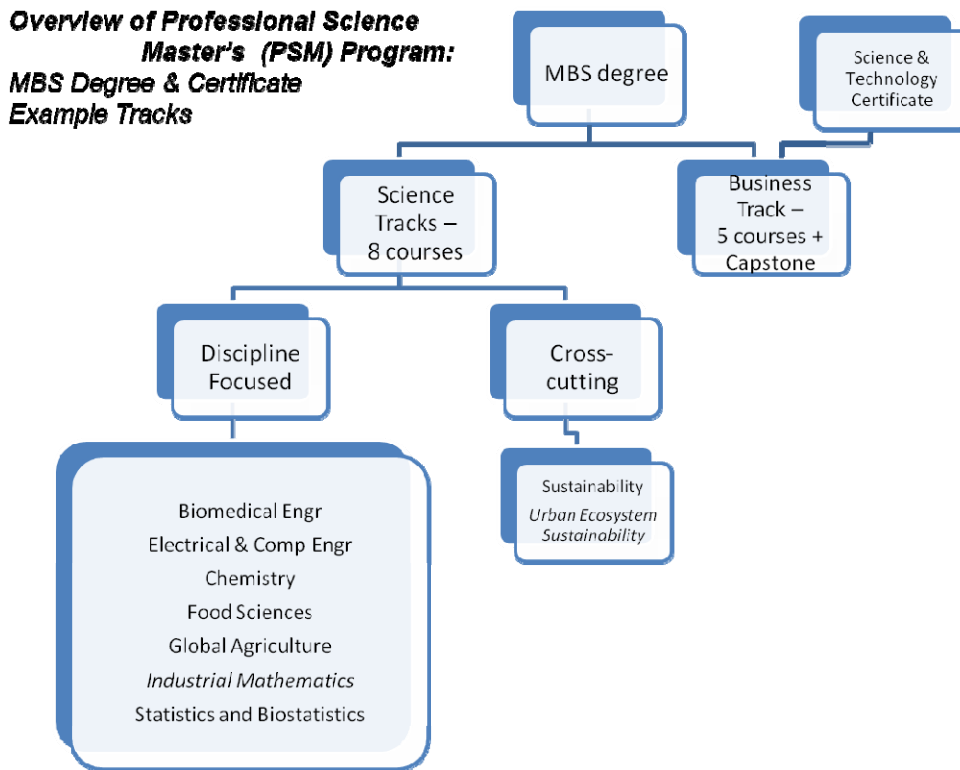 Overview of Professional Science
Master's (PSM) Program:
MBS Degree & Certificate
Example Tracks
MBS degree
Science &
Technology
Certificate
Science
Tracks –
8 courses
Business
Track –
5 courses +
Capstone
Discipline
Focused
Cross-
cutting
Biomedical Engr
Electrical & Comp Engr
Chemistry
Food Sciences
Global Agriculture
Industrial Mathematics
Statistics and Biostatistics
Sustainability
Urban Ecosystem
Sustainability